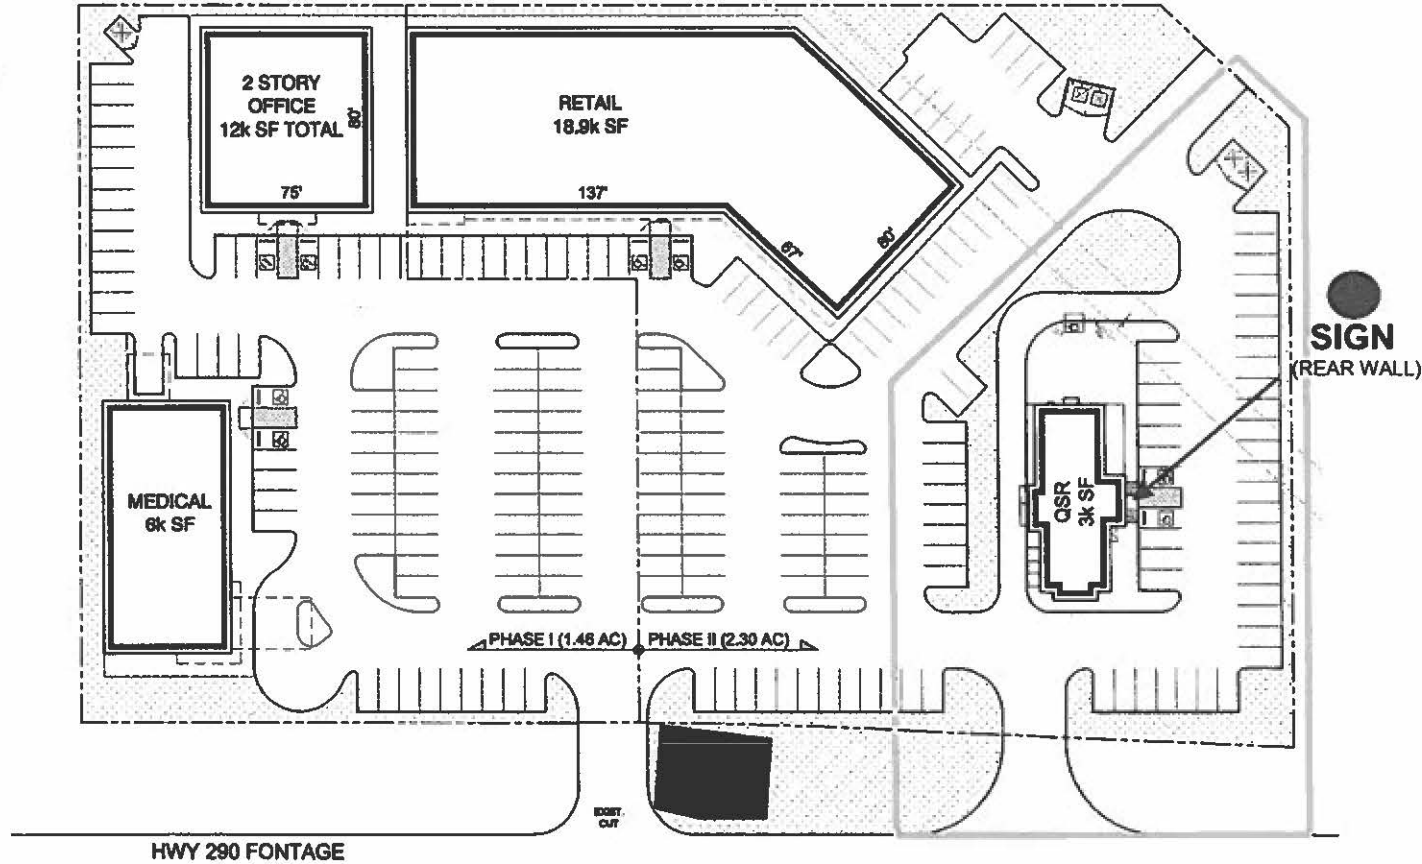 2 STORY
OFFICE
12k SF TOTAL
80'
75'
RETAIL
18.9k SF
137'
67'
80'
SIGN
(REAR WALL)
MEDICAL
6k SF
QSR
3k SF
PHASE I (1.46 AC)
PHASE II (2.30 AC)
CUT
HWY 290 FONTAGE